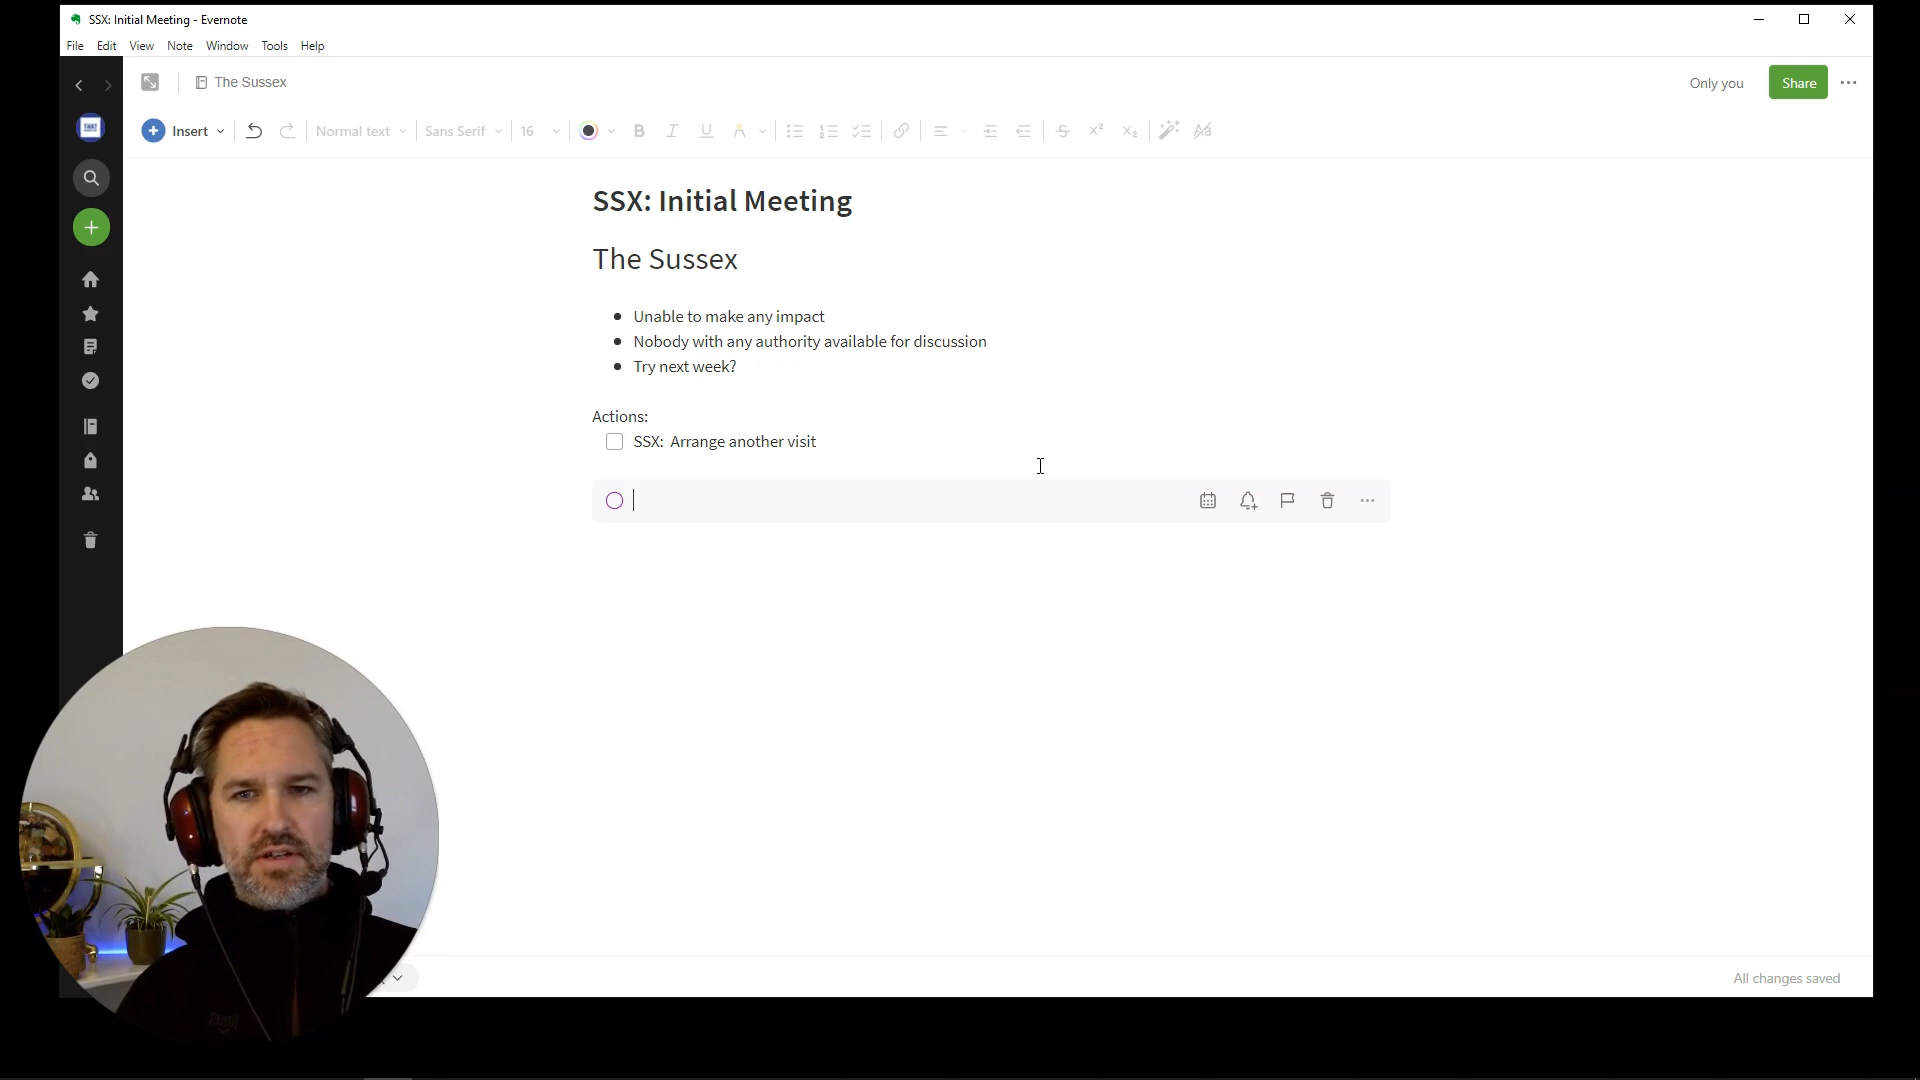 SSX: Initial Meeting - Evernote
File Edit View Note Window Tools Help
The Sussex
Only you
Share
Insert
Normal text
Sans Serif
16
SSX: Initial Meeting
The Sussex
Unable to make any impact
Nobody with any authority available for discussion
Try next week?
Actions:
SSX: Arrange another visit
All changes saved